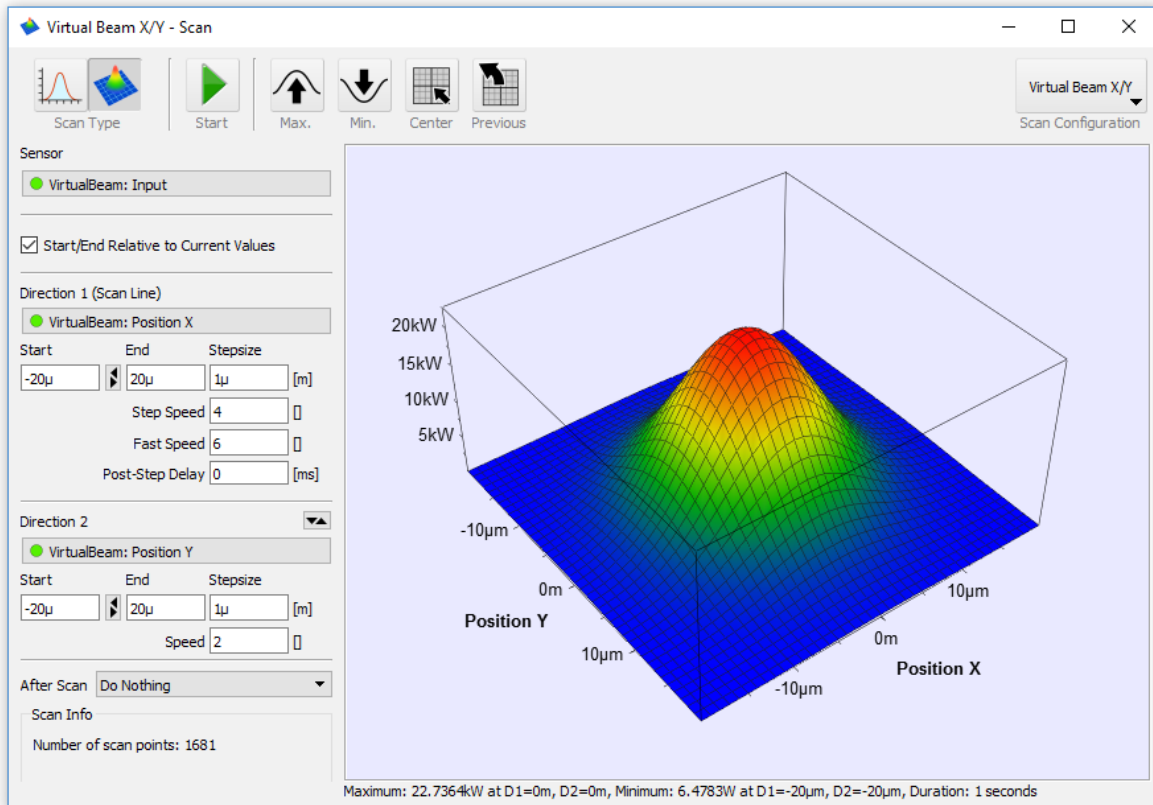 Virtual Beam X/Y - Scan
Scan Type
Start
Max.
Min.
Center
Previous
Virtual Beam X/Y
Scan Configuration
Sensor
VirtualBeam: Input
Start/End Relative to Current Values
Direction 1 (Scan Line)
VirtualBeam: Position X
Start End Stepsize
-20µ 20µ 1µ [m]
Step Speed 4 []
Fast Speed 6 []
Post-Step Delay 0 [ms]
Direction 2
VirtualBeam: Position Y
Start End Stepsize
-20µ 20µ 1µ [m]
Speed 2 []
After Scan Do Nothing
Scan Info
Number of scan points: 1681
20kW
15kW
10kW
5kW
-10µm
0m
10µm
Position Y
10µm
0m
-10µm
Position X
Maximum: 22.7364kW at D1=0m, D2=0m, Minimum: 6.4783W at D1=-20µm, D2=-20µm, Duration: 1 seconds